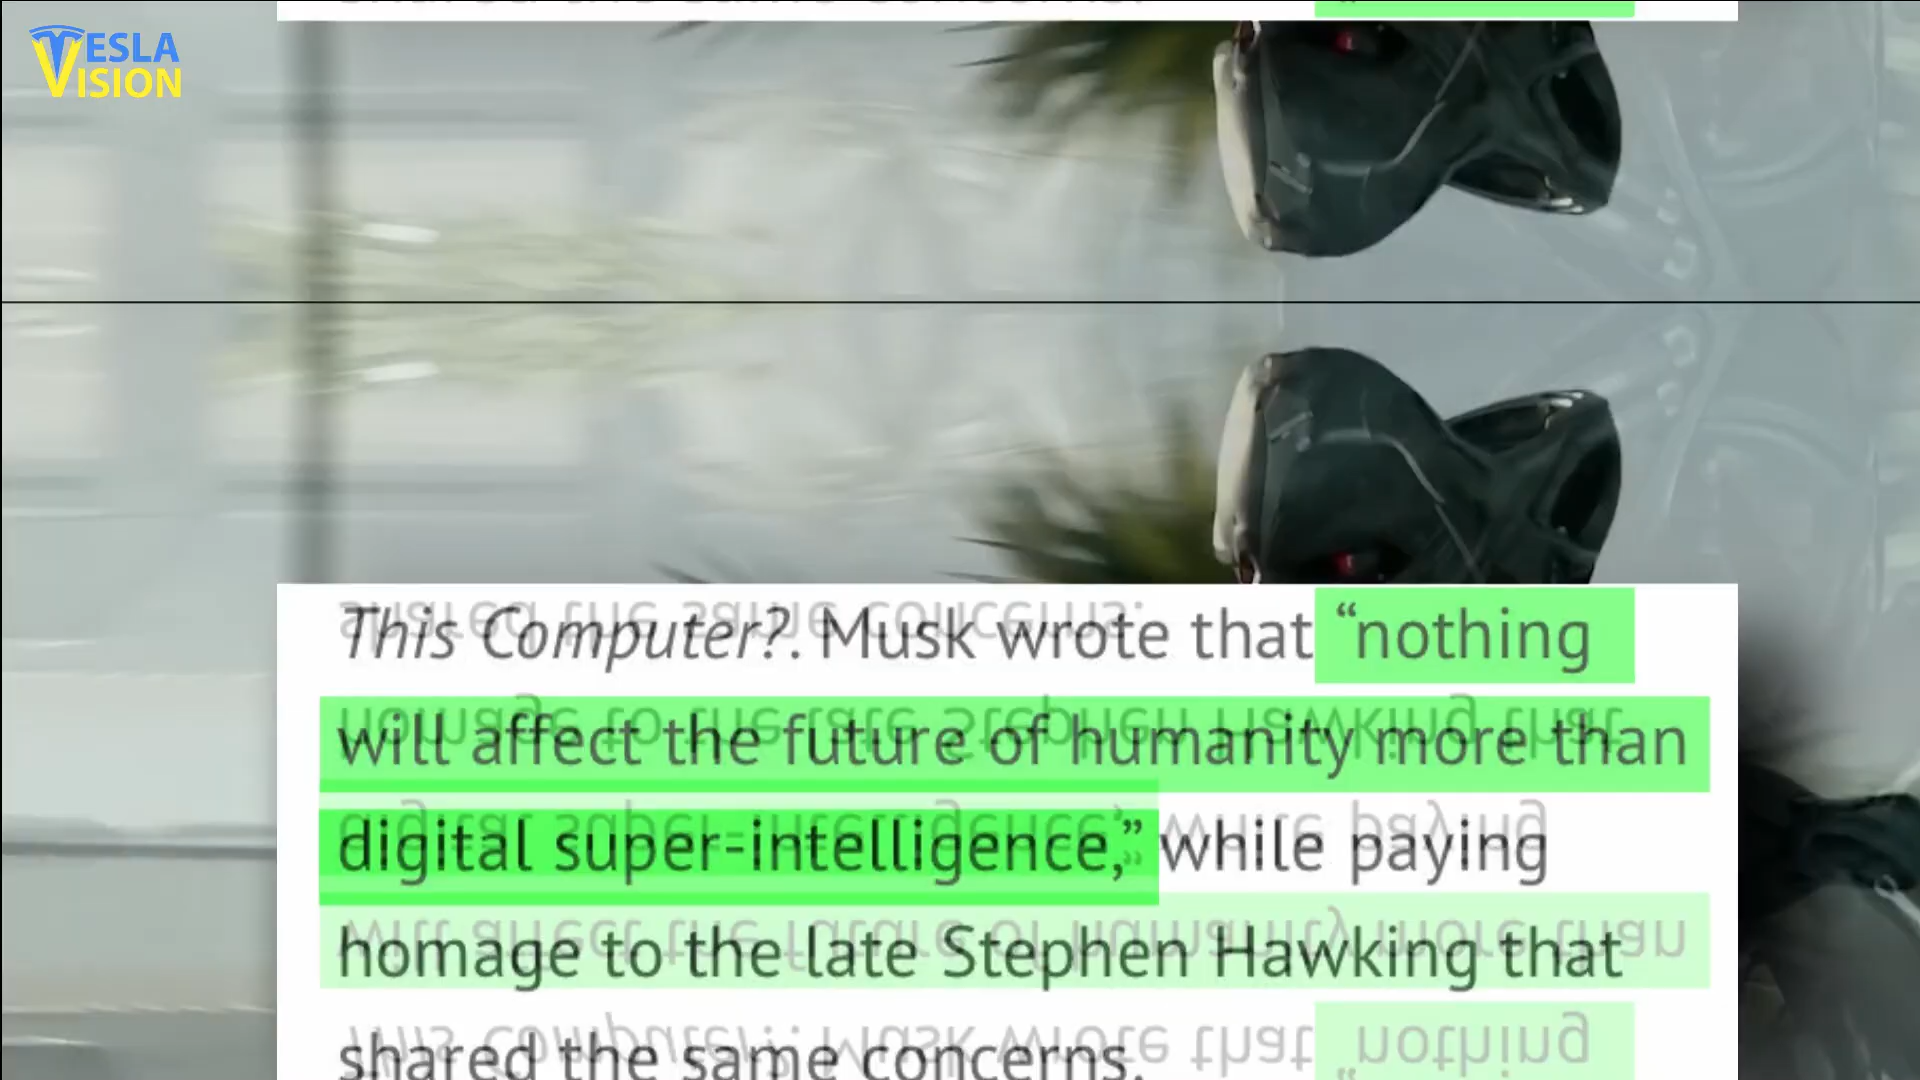 TESLA
VISION
This Computer?. Musk wrote that “nothing
will affect the future of humanity more than
digital super-intelligence,” while paying
homage to the late Stephen Hawking that
shared the same concerns.